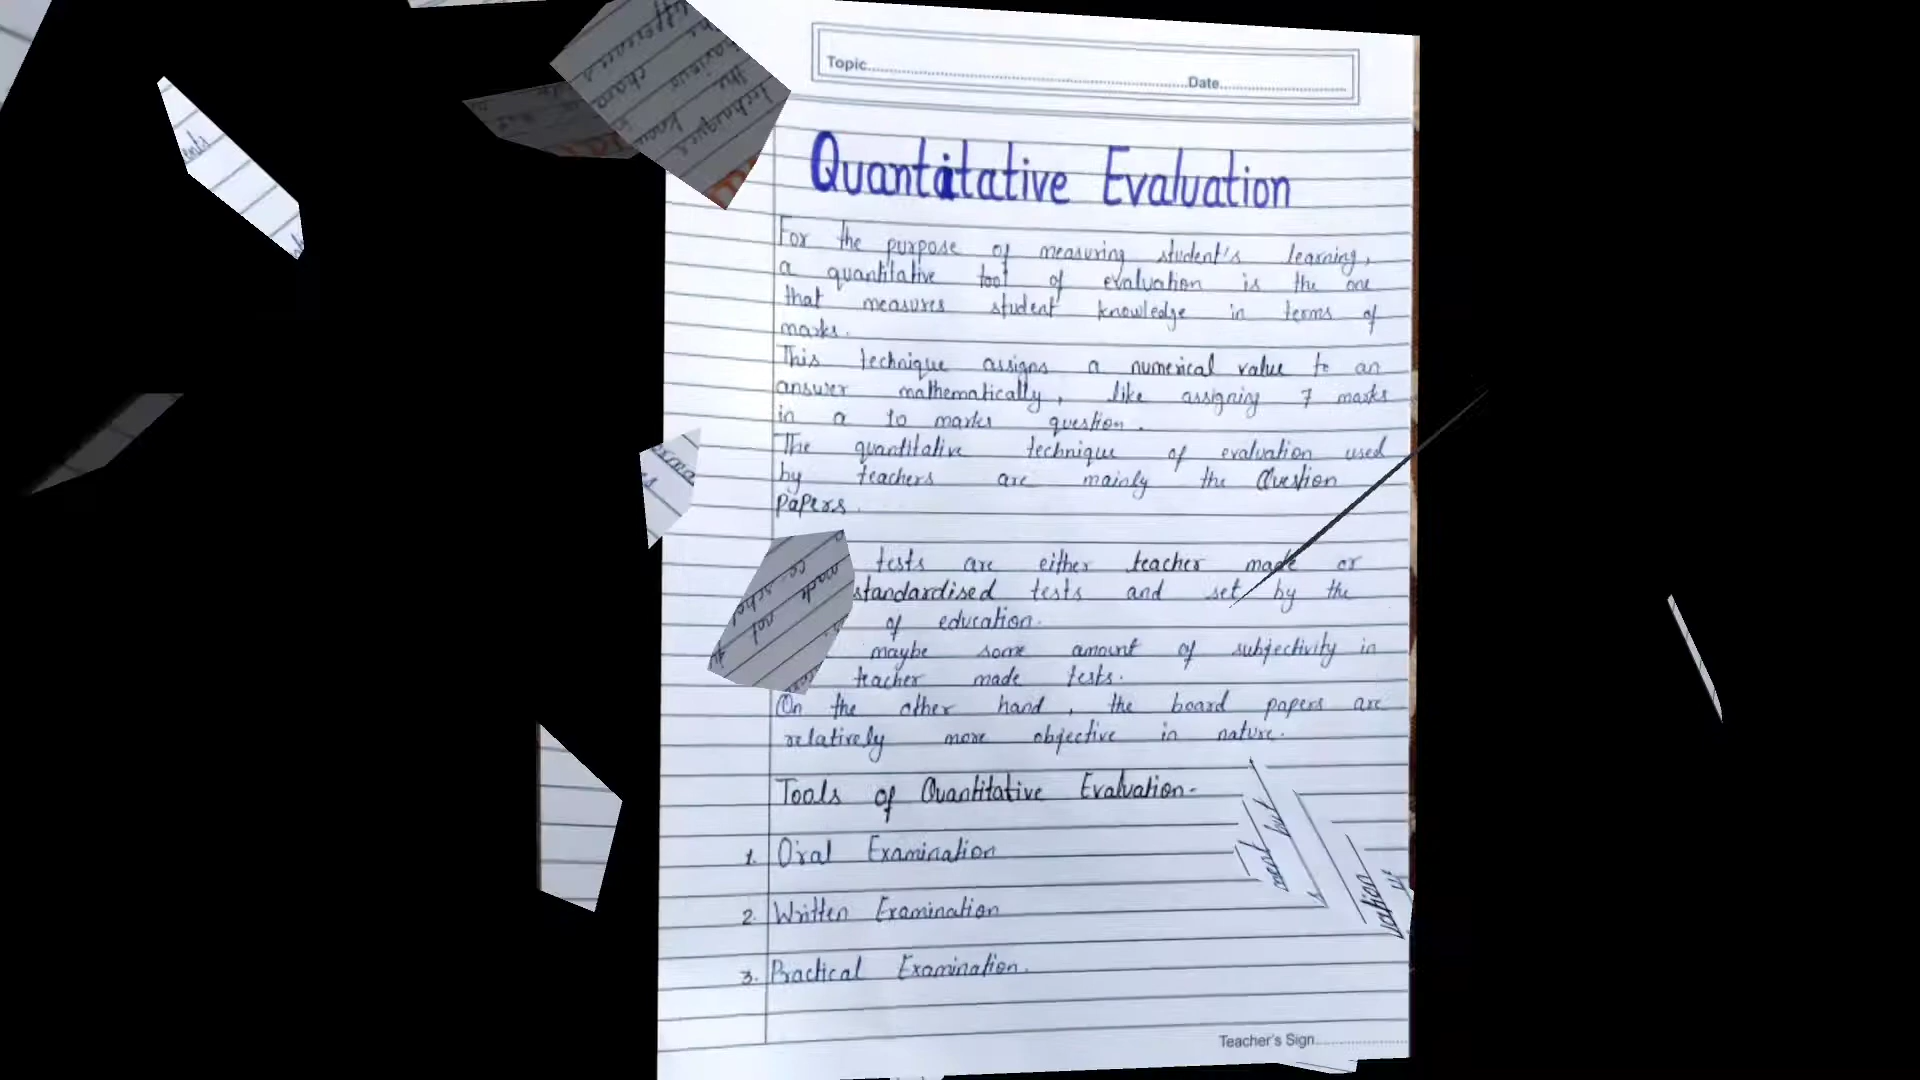 Topic Date
Quantitative Evaluation
For the purpose of measuring student's learning,
a quantitative tool of evaluation is the one
that measures student knowledge in terms of
marks.
This technique assigns a numerical value to an
answer mathematically, like assigning 7 marks
in a 10 marks question.
The quantitative technique of evaluation used
by teachers are mainly the Question
papers.
tests are either teacher made or
standardised tests and set by the
of education.
maybe some amount of subjectivity in
teacher made tests.
On the other hand, the board papers are
relatively more objective in nature.
Tools of Quantitative Evaluation-
1. Oral Examination
2. Written Examination
3. Practical Examination.
Teacher's Sign